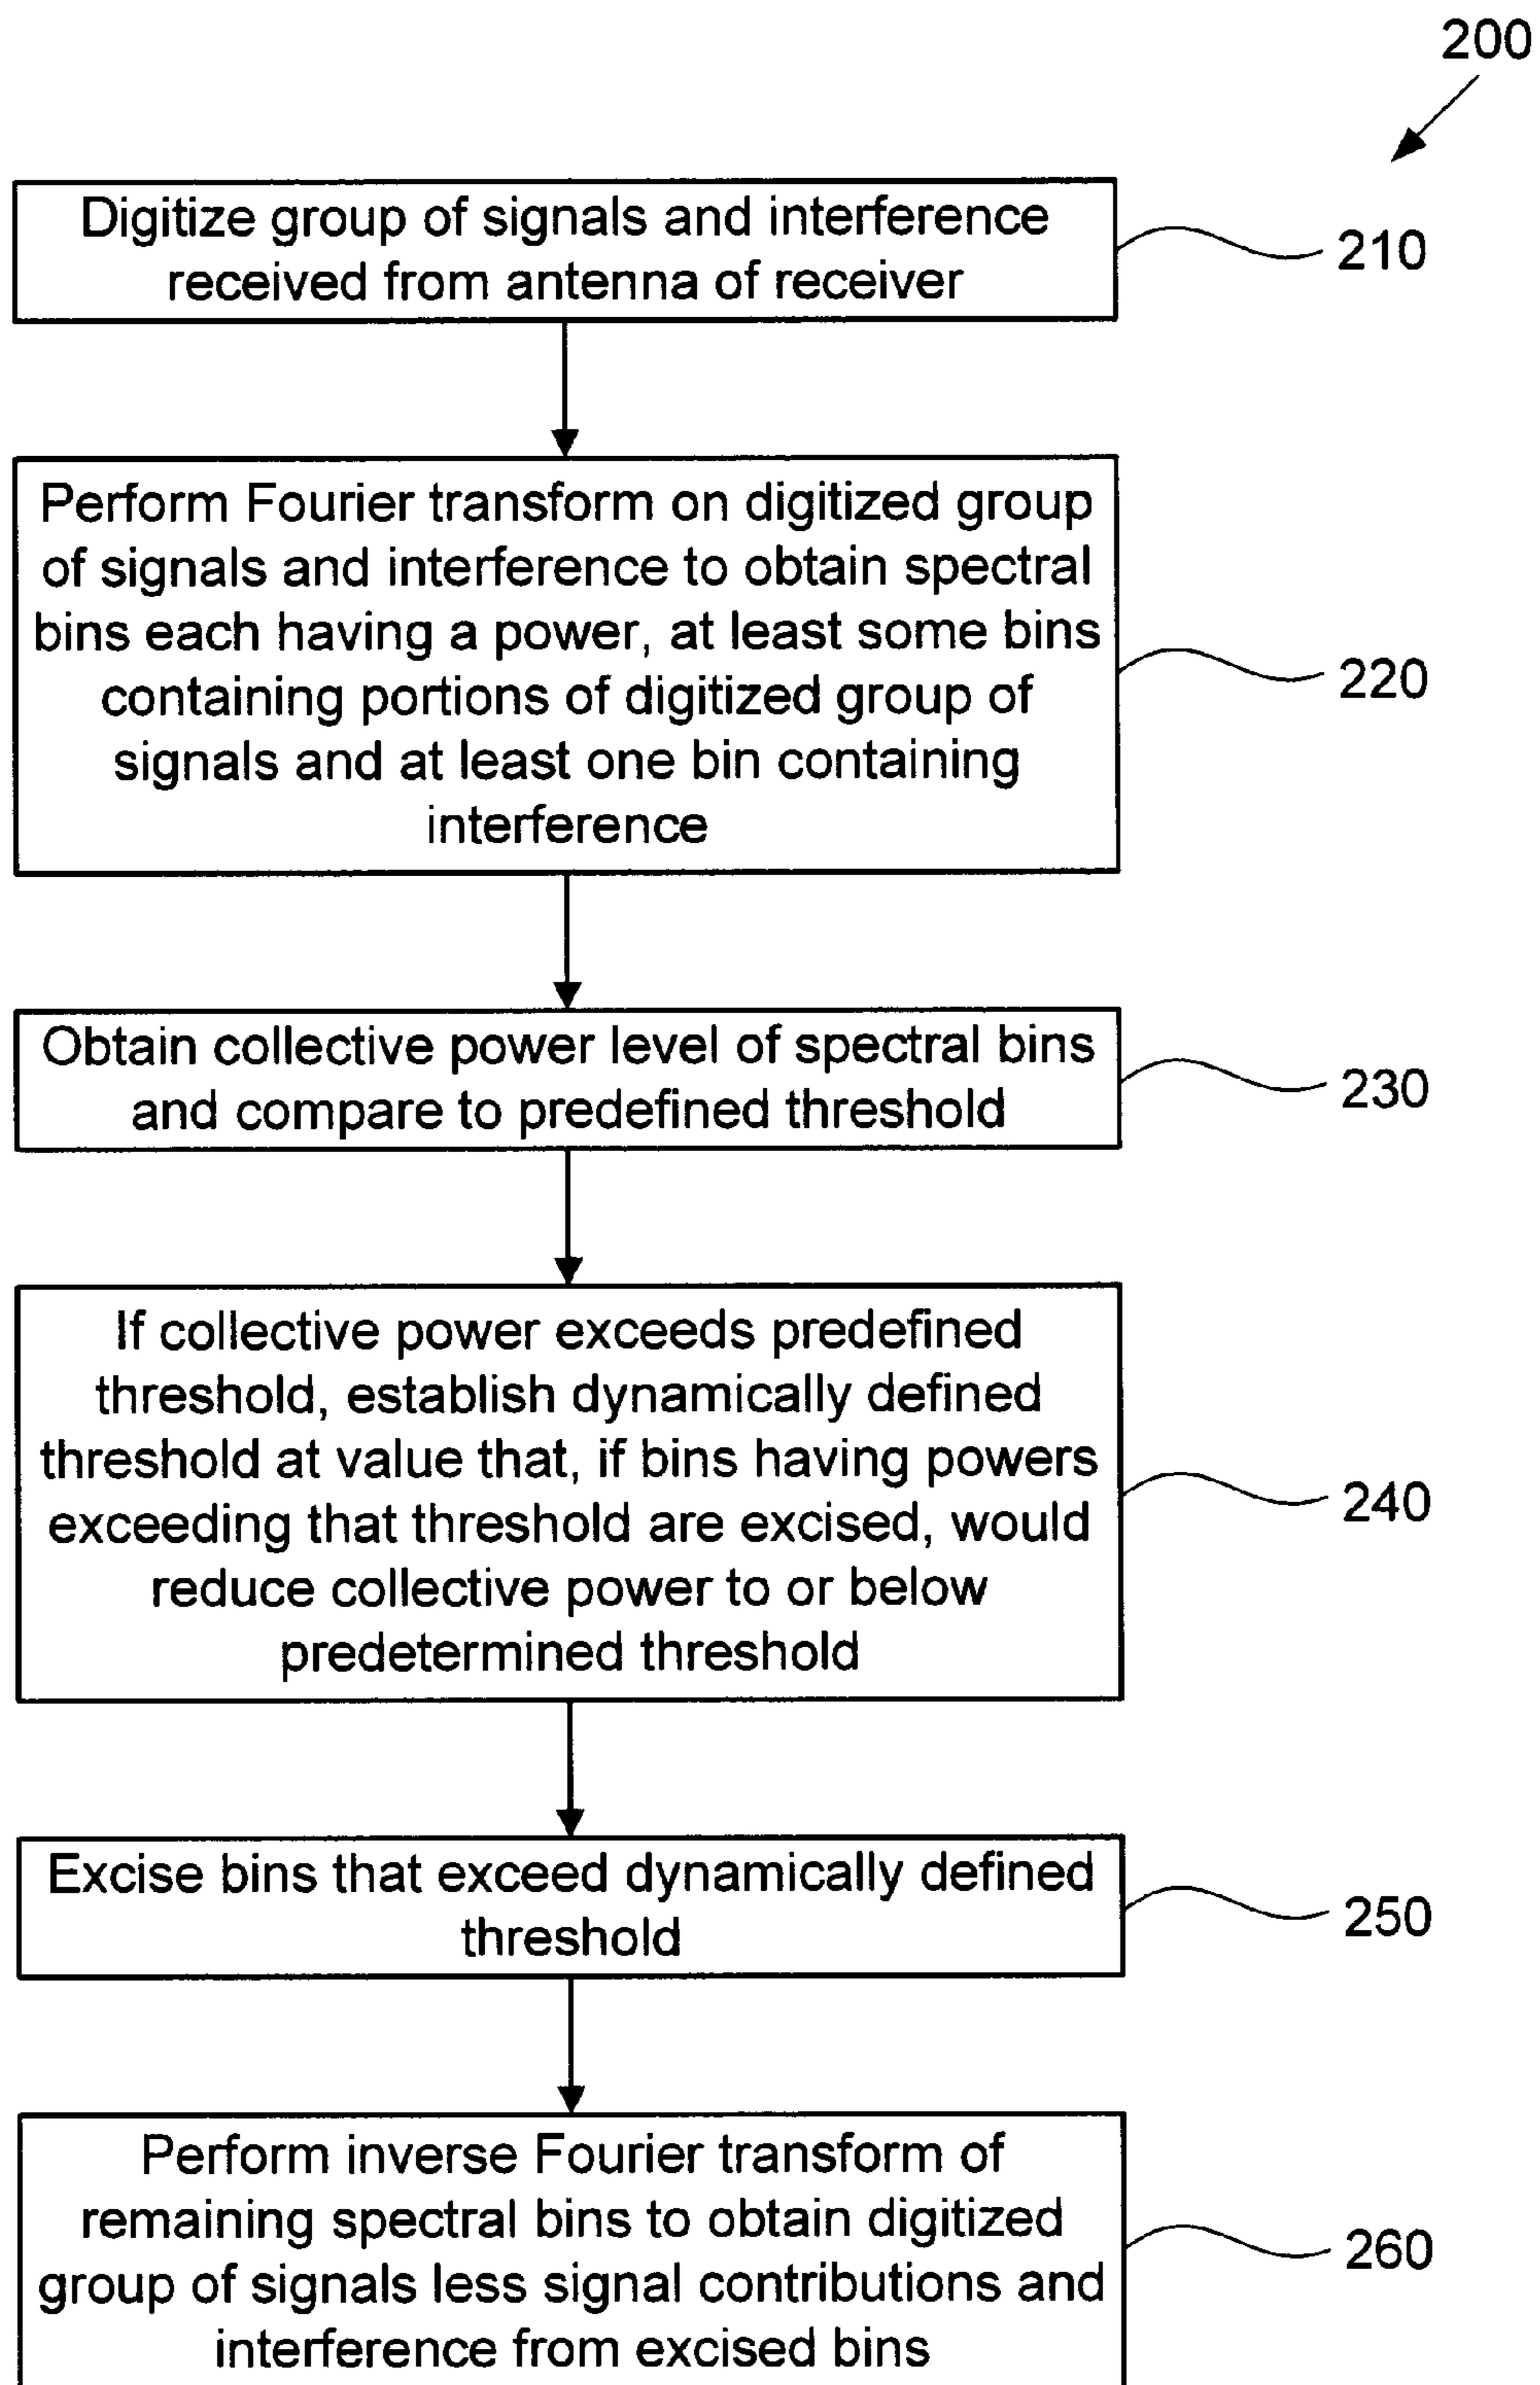 200
Digitize group of signals and interference
received from antenna of receiver
210
Perform Fourier transform on digitized group
of signals and interference to obtain spectral
bins each having a power, at least some bins
containing portions of digitized group of
signals and at least one bin containing
interference
220
Obtain collective power level of spectral bins
and compare to predefined threshold
230
If collective power exceeds predefined
threshold, establish dynamically defined
threshold at value that, if bins having powers
exceeding that threshold are excised, would
reduce collective power to or below
predetermined threshold
240
Excise bins that exceed dynamically defined
threshold
250
Perform inverse Fourier transform of
remaining spectral bins to obtain digitized
group of signals less signal contributions and
interference from excised bins
260